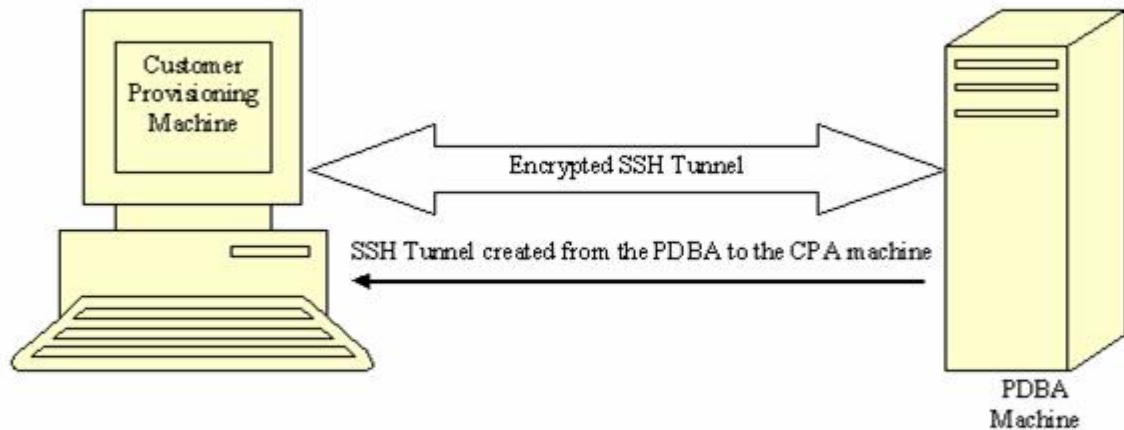 Customer
Provisioning
Machine
Encrypted SSH Tunnel
SSH Tunnel created from the PDBA to the CPA machine
PDBA
Machine